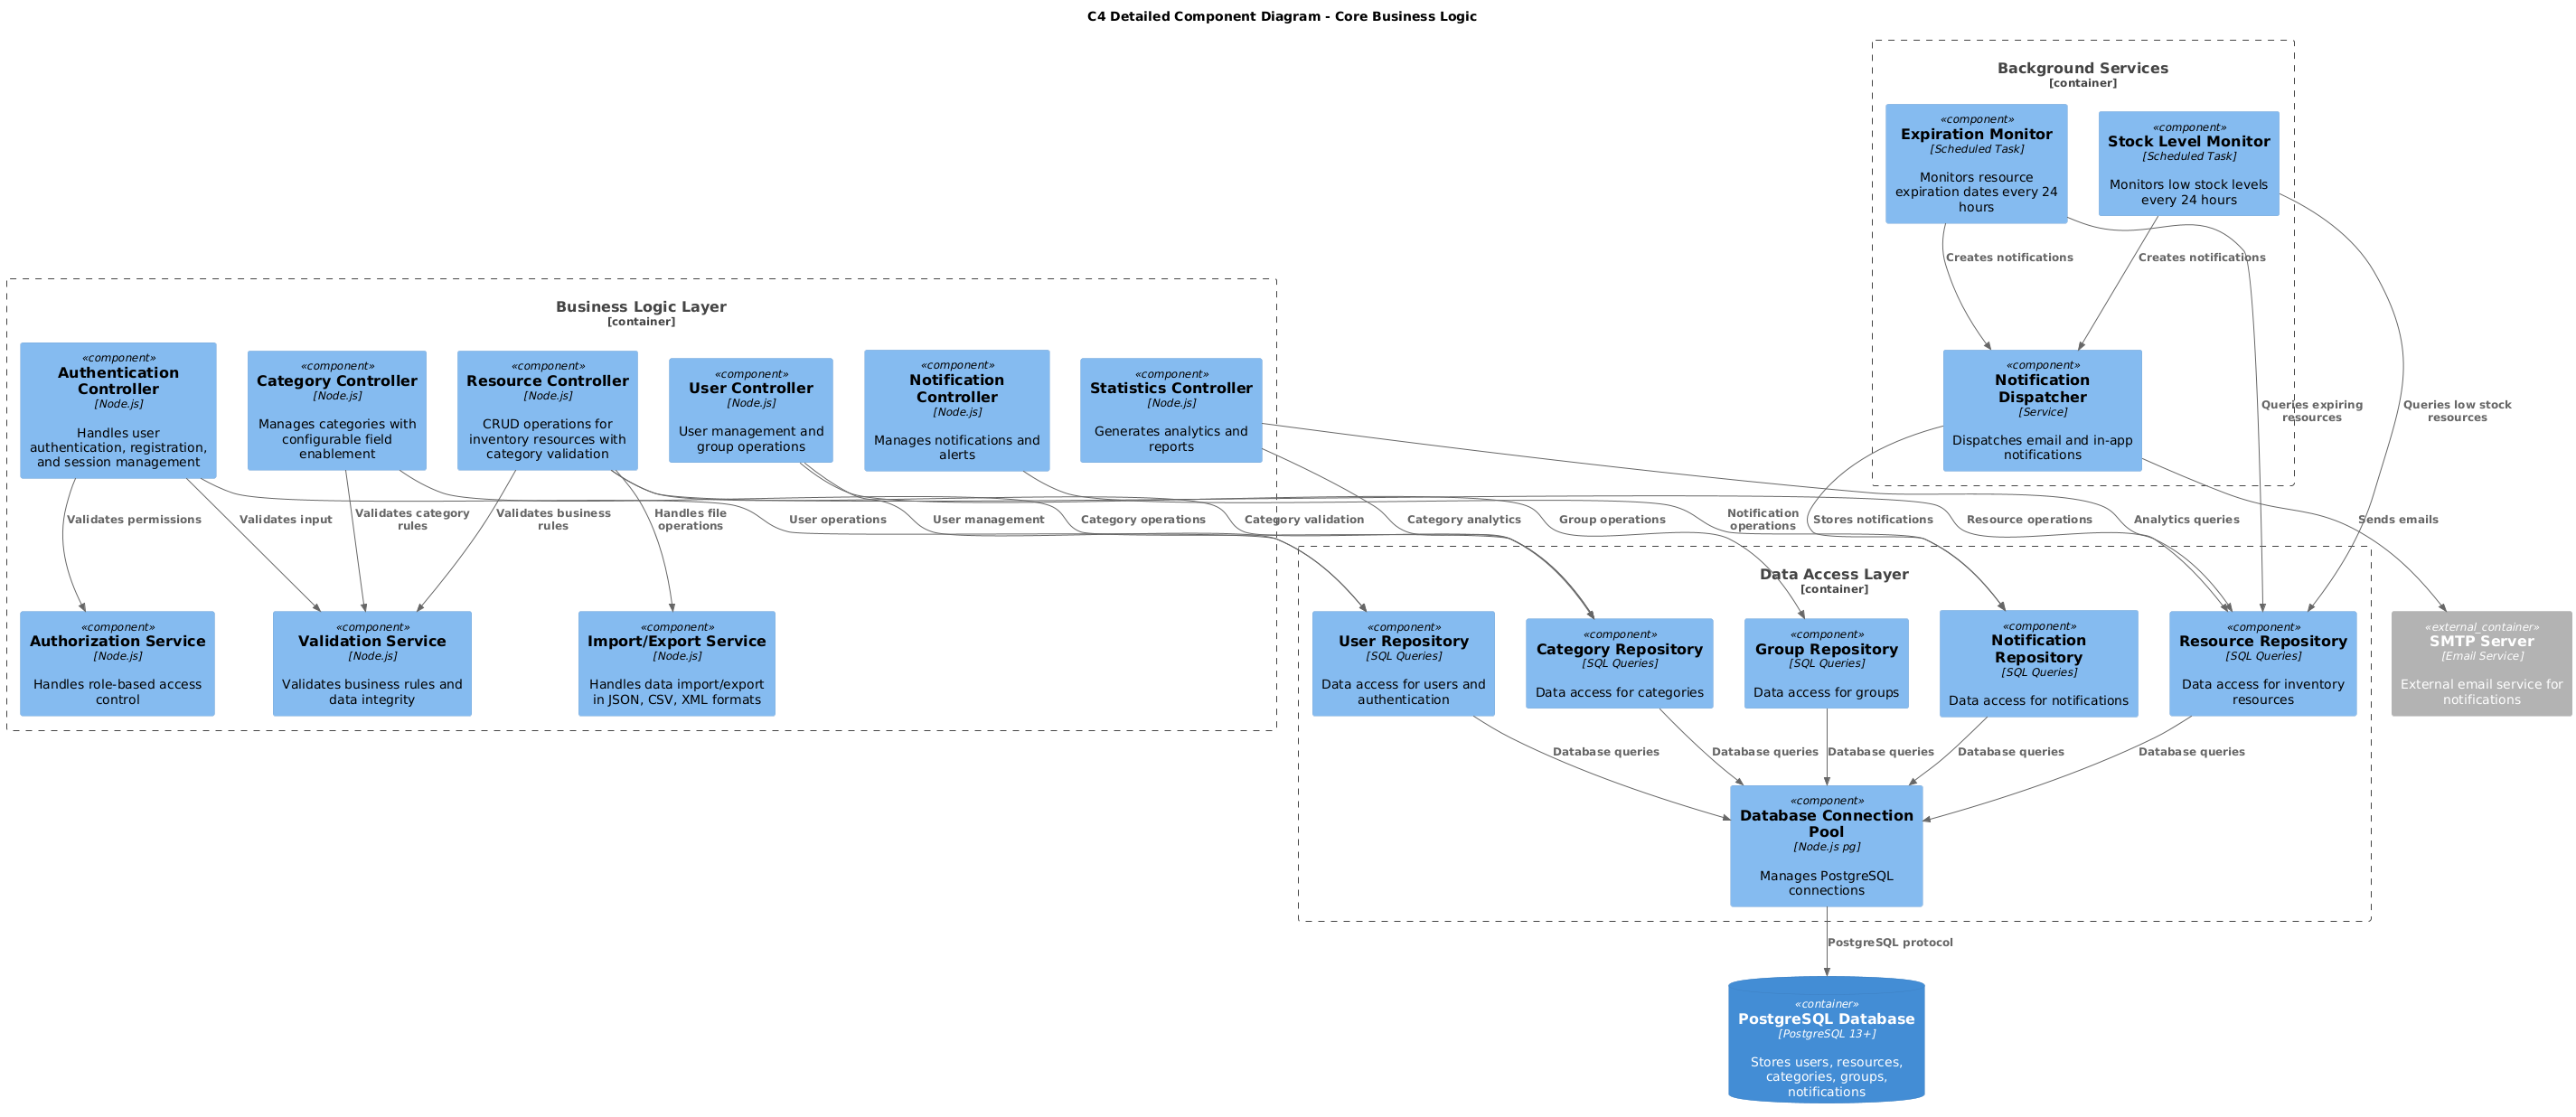 C4 Detailed Component Diagram - Core Business Logic
Background Services
[container]
«component»
Expiration Monitor
[Scheduled Task]
Monitors resource
expiration dates every 24
hours
«component»
Stock Level Monitor
[Scheduled Task]
Monitors low stock levels
every 24 hours
Creates notifications
Creates notifications
«component»
Notification
Dispatcher
[Service]
Dispatches email and in-app
notifications
Queries expiring
resources
Queries low stock
resources
Business Logic Layer
[container]
«component»
Authentication
Controller
[Node.js]
Handles user
authentication, registration,
and session management
«component»
Category Controller
[Node.js]
Manages categories with
configurable field
enablement
«component»
Resource Controller
[Node.js]
CRUD operations for
inventory resources with
category validation
«component»
User Controller
[Node.js]
User management and
group operations
«component»
Notification
Controller
[Node.js]
Manages notifications and
alerts
«component»
Statistics Controller
[Node.js]
Generates analytics and
reports
Validates permissions
Validates input
Validates category
rules
Validates business
rules
Handles file
operations
User operations
User management
Category operations
Category validation
Category analytics
Group operations
Notification
operations
Stores notifications
Resource operations
Analytics queries
Sends emails
«component»
Authorization Service
[Node.js]
Handles role-based access
control
«component»
Validation Service
[Node.js]
Validates business rules and
data integrity
«component»
Import/Export Service
[Node.js]
Handles data import/export
in JSON, CSV, XML formats
Data Access Layer
[container]
«component»
User Repository
[SQL Queries]
Data access for users and
authentication
«component»
Category Repository
[SQL Queries]
Data access for categories
«component»
Group Repository
[SQL Queries]
Data access for groups
«component»
Notification
Repository
[SQL Queries]
Data access for notifications
«component»
Resource Repository
[SQL Queries]
Data access for inventory
resources
«external_container»
SMTP Server
[Email Service]
External email service for
notifications
Database queries
Database queries
Database queries
Database queries
Database queries
«component»
Database Connection
Pool
[Node.js pg]
Manages PostgreSQL
connections
PostgreSQL protocol
«container»
PostgreSQL Database
[PostgreSQL 13+]
Stores users, resources,
categories, groups,
notifications